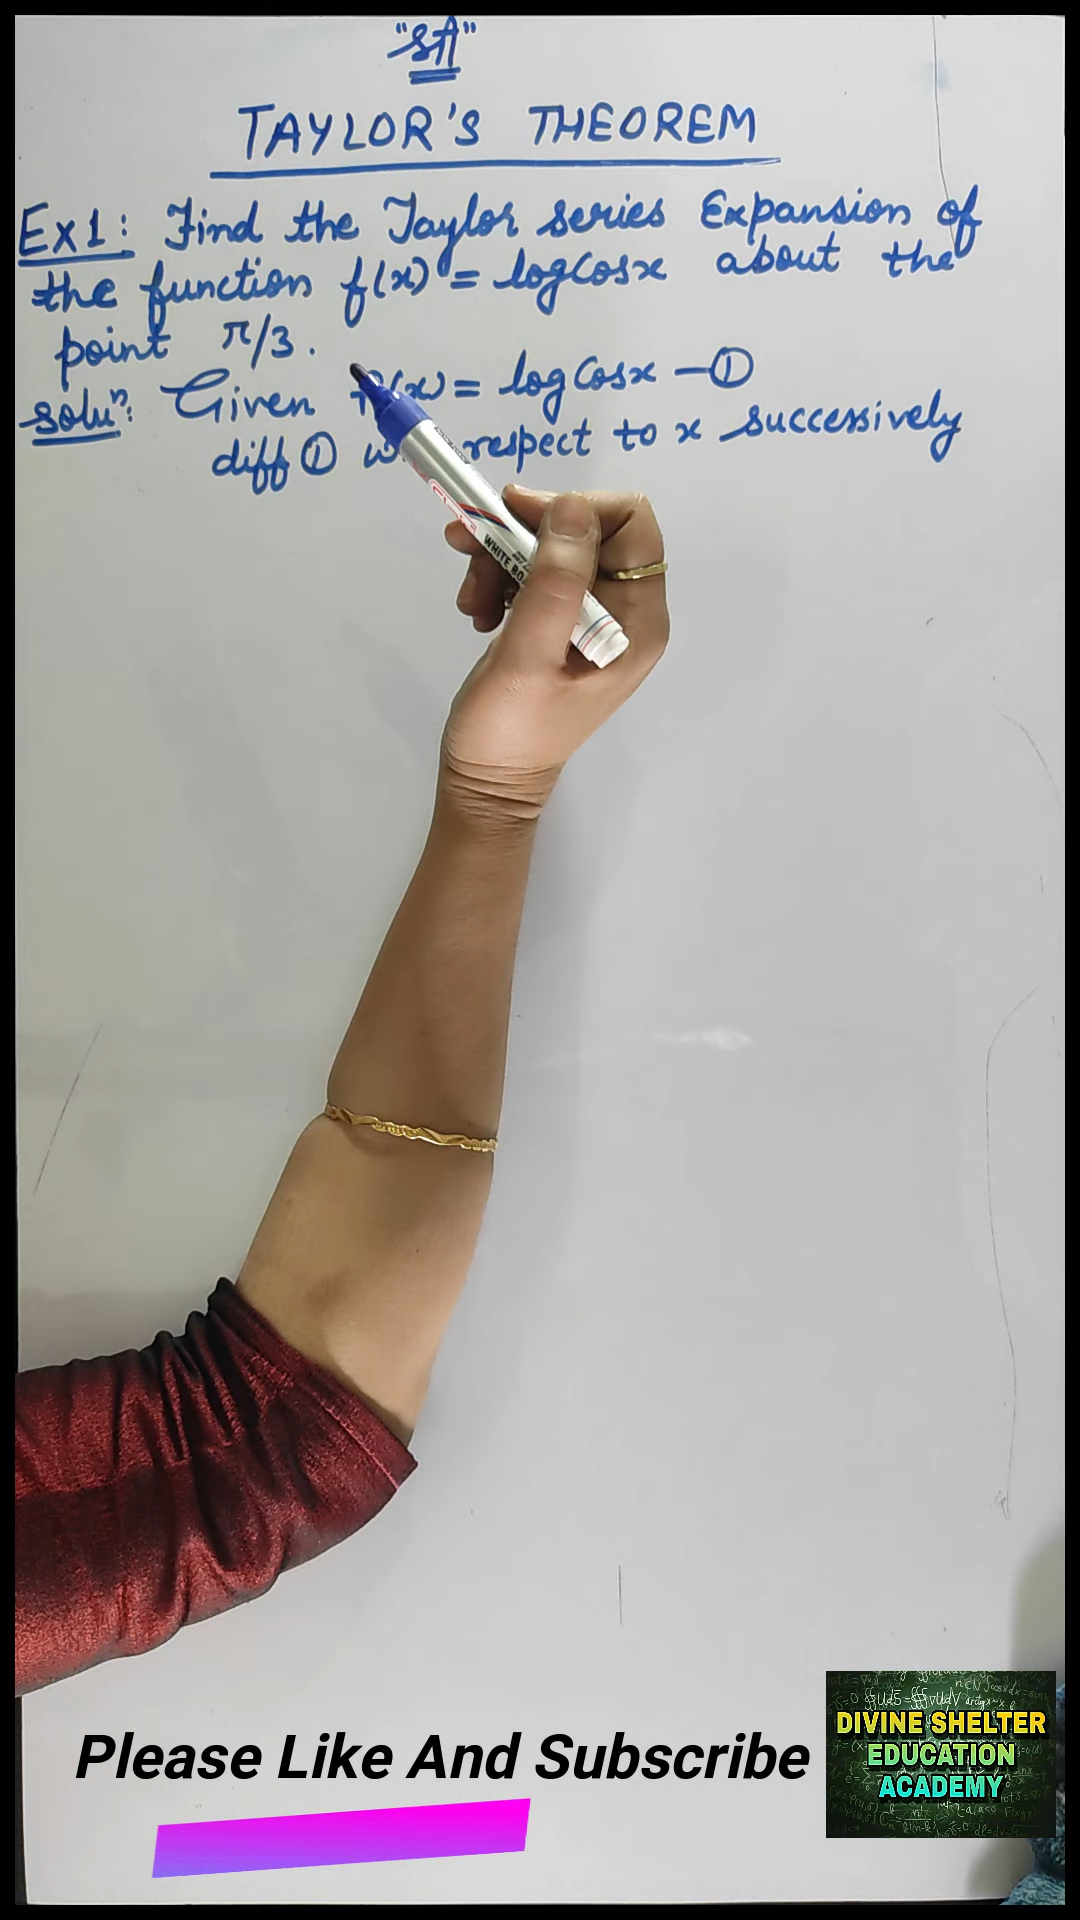 "श्री"
TAYLOR'S THEOREM
Ex1: Find the Taylor series Expansion of
the function f(x) = logcosx about the
point π/3.
soluⁿ: Given f(x) = logcosx —①
diff ① respect to x successively
WHITE BO
Please Like And Subscribe
DIVINE SHELTER
EDUCATION
ACADEMY